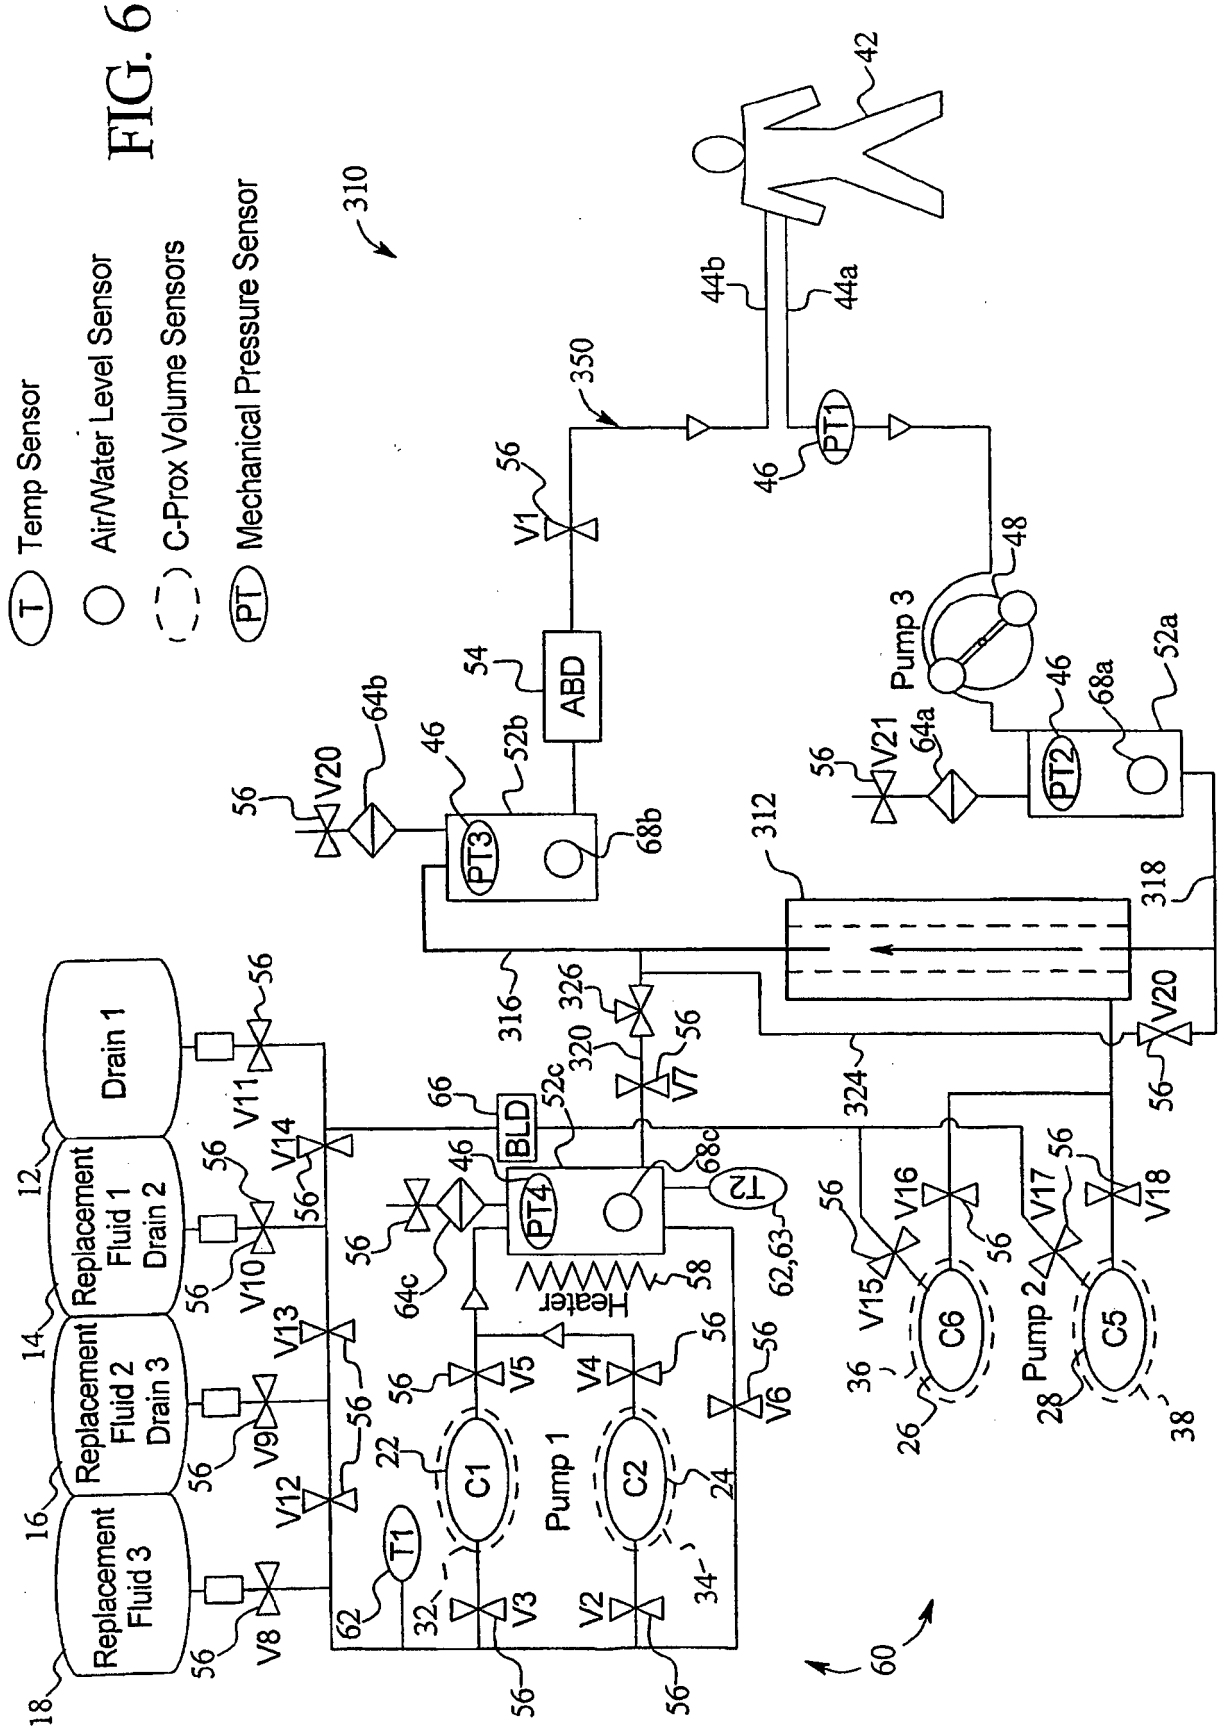 FIG. 6
T Temp Sensor
Air/Water Level Sensor
C-Prox Volume Sensors
PT Mechanical Pressure Sensor
310
18
Replacement
Fluid 3
16
Replacement
Fluid 2
Drain 3
14
Replacement
Fluid 1
Drain 2
12
Drain 1
56
V8
56
V9
56
V10
56
V11
56
V12
56
V13
56
V14
56
62
T1
32
22
C1
V3
56
V5
56
Pump 1
34
24
C2
V2
56
V4
56
V6
56
Heater
58
64c
56
46
PT4
52c
68c
T2
62,63
66
BLD
V7
56
320
326
316
324
V20
56
64b
46
PT3
52b
68b
54
ABD
V1
56
350
44b
44a
42
46
PT1
Pump 3
48
V21
56
64a
46
PT2
68a
52a
312
318
V20
56
V15
56
V16
56
V17
56
V18
36
26
C6
Pump 2
28
C5
38
60